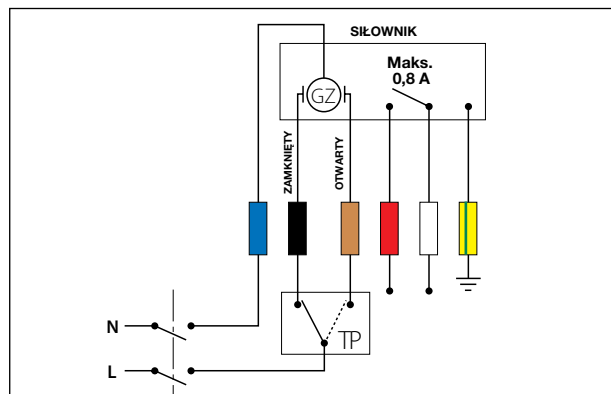 SIŁOWNIK
Maks.
0,8 A
GZ
ZAMKNIĘTY
OTWARTY
TP
N
L